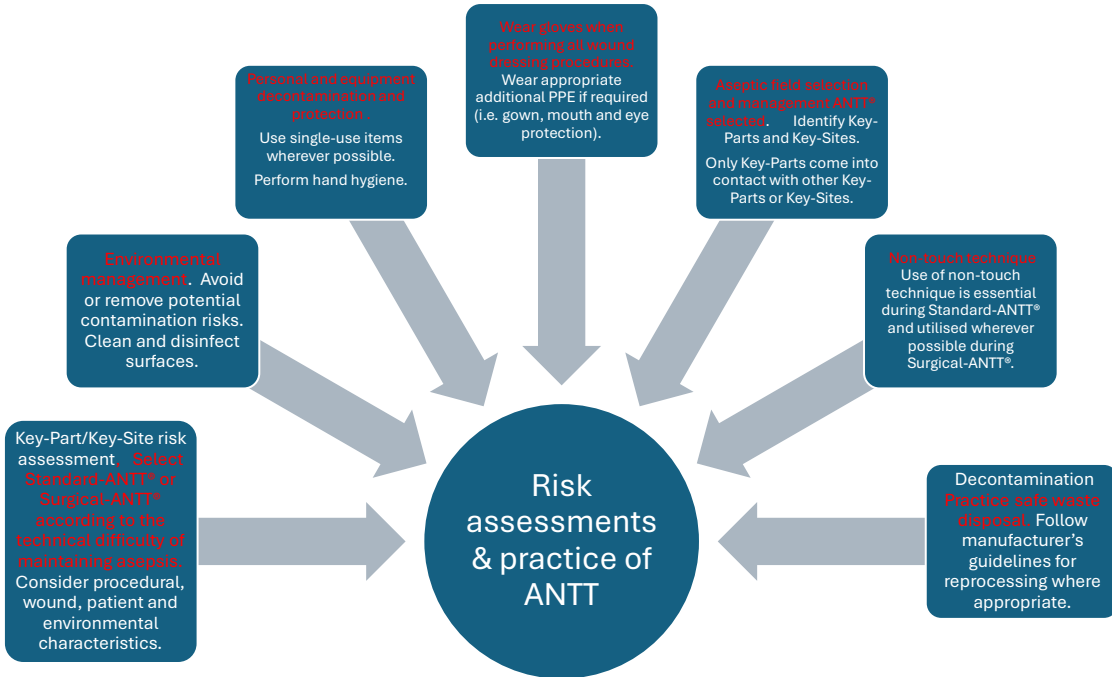 Wear gloves when
performing all wound
dressing procedures.
Wear appropriate
additional PPE if required
(i.e. gown, mouth and eye
protection).
Personal and equipment
decontamination and
protection .
Use single-use items
wherever possible.
Perform hand hygiene.
Aseptic field selection
and management ANTT®
selected. Identify Key-
Parts and Key-Sites.
Only Key-Parts come into
contact with other Key-
Parts or Key-Sites.
Environmental
management. Avoid
or remove potential
contamination risks.
Clean and disinfect
surfaces.
Non-touch technique
Use of non-touch
technique is essential
during Standard-ANTT®
and utilised wherever
possible during
Surgical-ANTT®.
Key-Part/Key-Site risk
assessment. Select
Standard-ANTT® or
Surgical-ANTT®
according to the
technical difficulty of
maintaining asepsis.
Consider procedural,
wound, patient and
environmental
characteristics.
Risk
assessments
& practice of
ANTT
Decontamination
Practice safe waste
disposal. Follow
manufacturer’s
guidelines for
reprocessing where
appropriate.